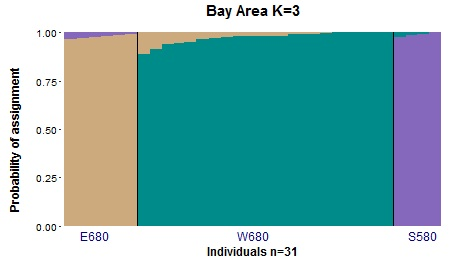 Bay Area K=3
Probability of assignment
1.00
0.75
0.50
0.25
0.00
E680 W680 S580
Individuals n=31